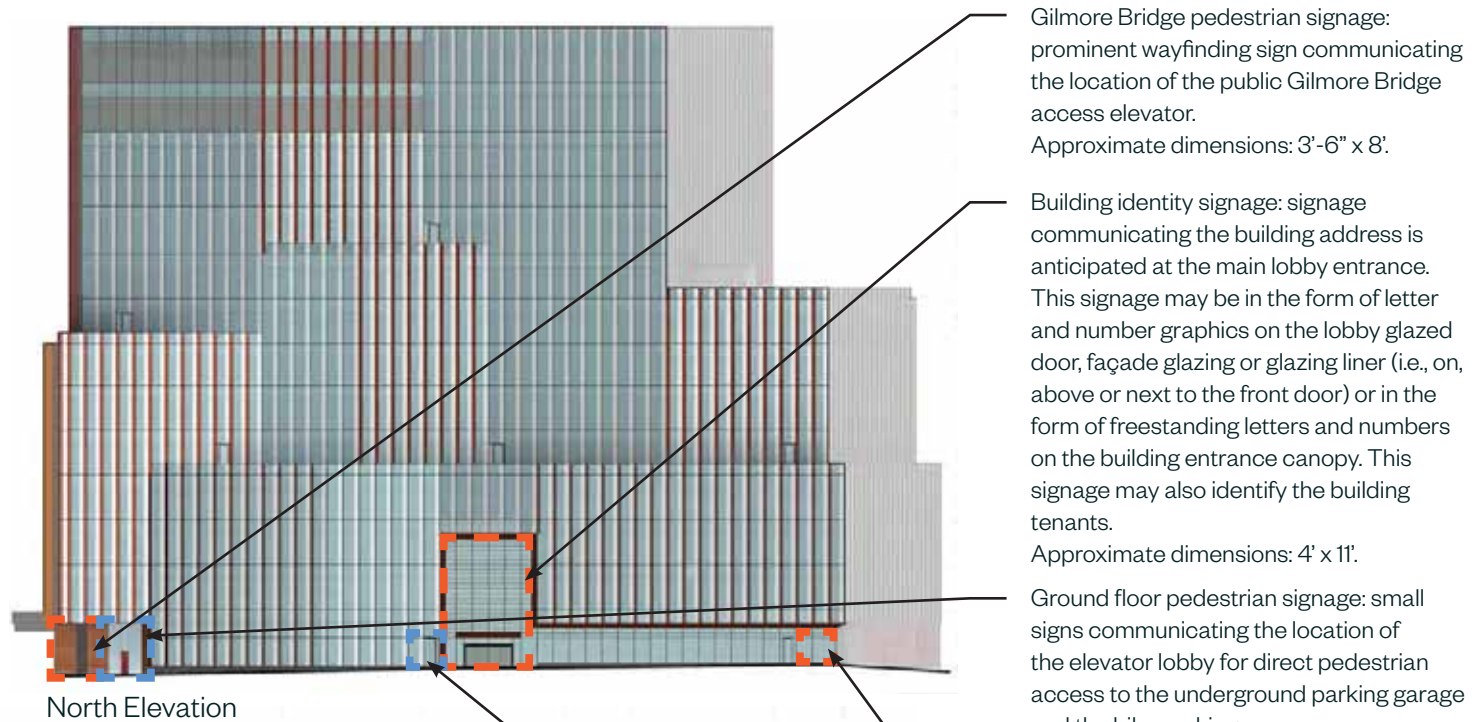 Gilmore Bridge pedestrian signage:
prominent wayfinding sign communicating
the location of the public Gilmore Bridge
access elevator.
Approximate dimensions: 3'-6” x 8'.
Building identity signage: signage
communicating the building address is
anticipated at the main lobby entrance.
This signage may be in the form of letter
and number graphics on the lobby glazed
door, façade glazing or glazing liner (i.e., on,
above or next to the front door) or in the
form of freestanding letters and numbers
on the building entrance canopy. This
signage may also identify the building
tenants.
Approximate dimensions: 4' x 11'.
Ground floor pedestrian signage: small
signs communicating the location of
the elevator lobby for direct pedestrian
access to the underground parking garage
North Elevation